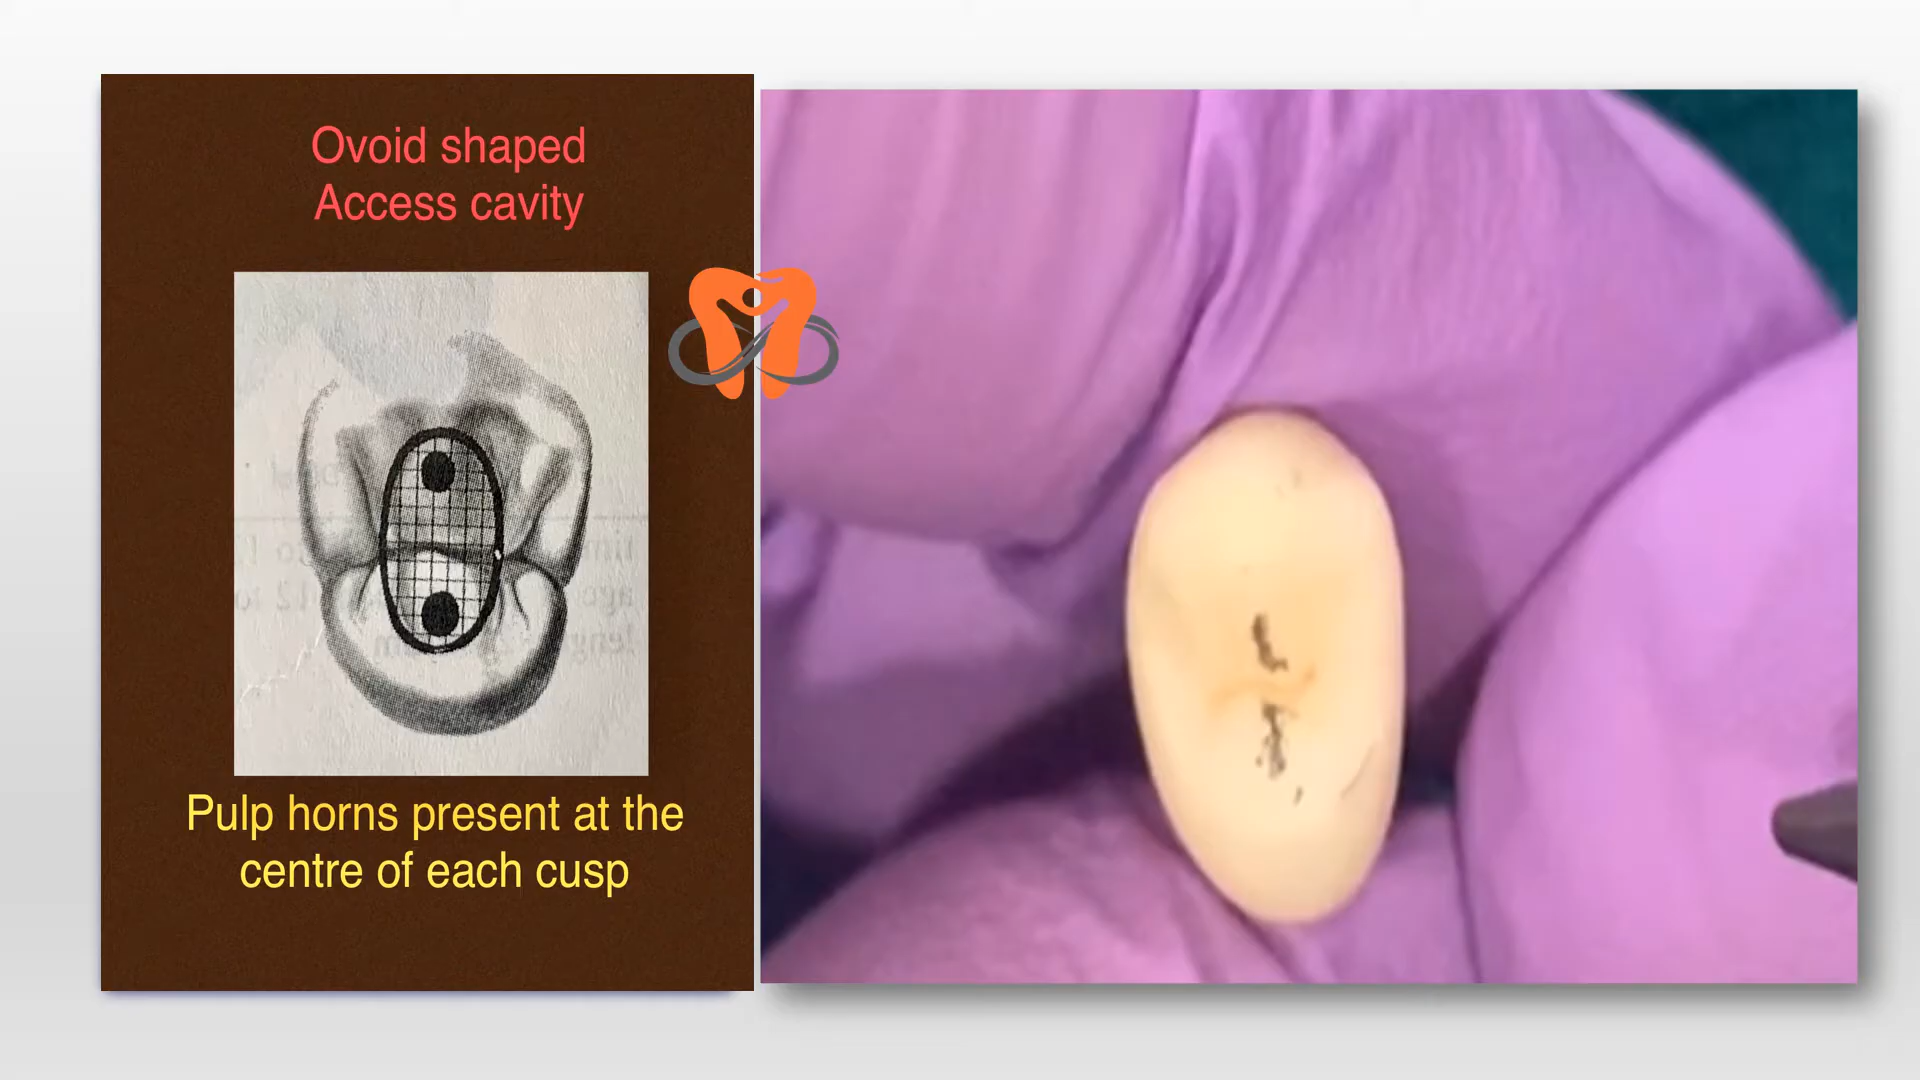 Ovoid shaped
Access cavity
Pulp horns present at the
centre of each cusp